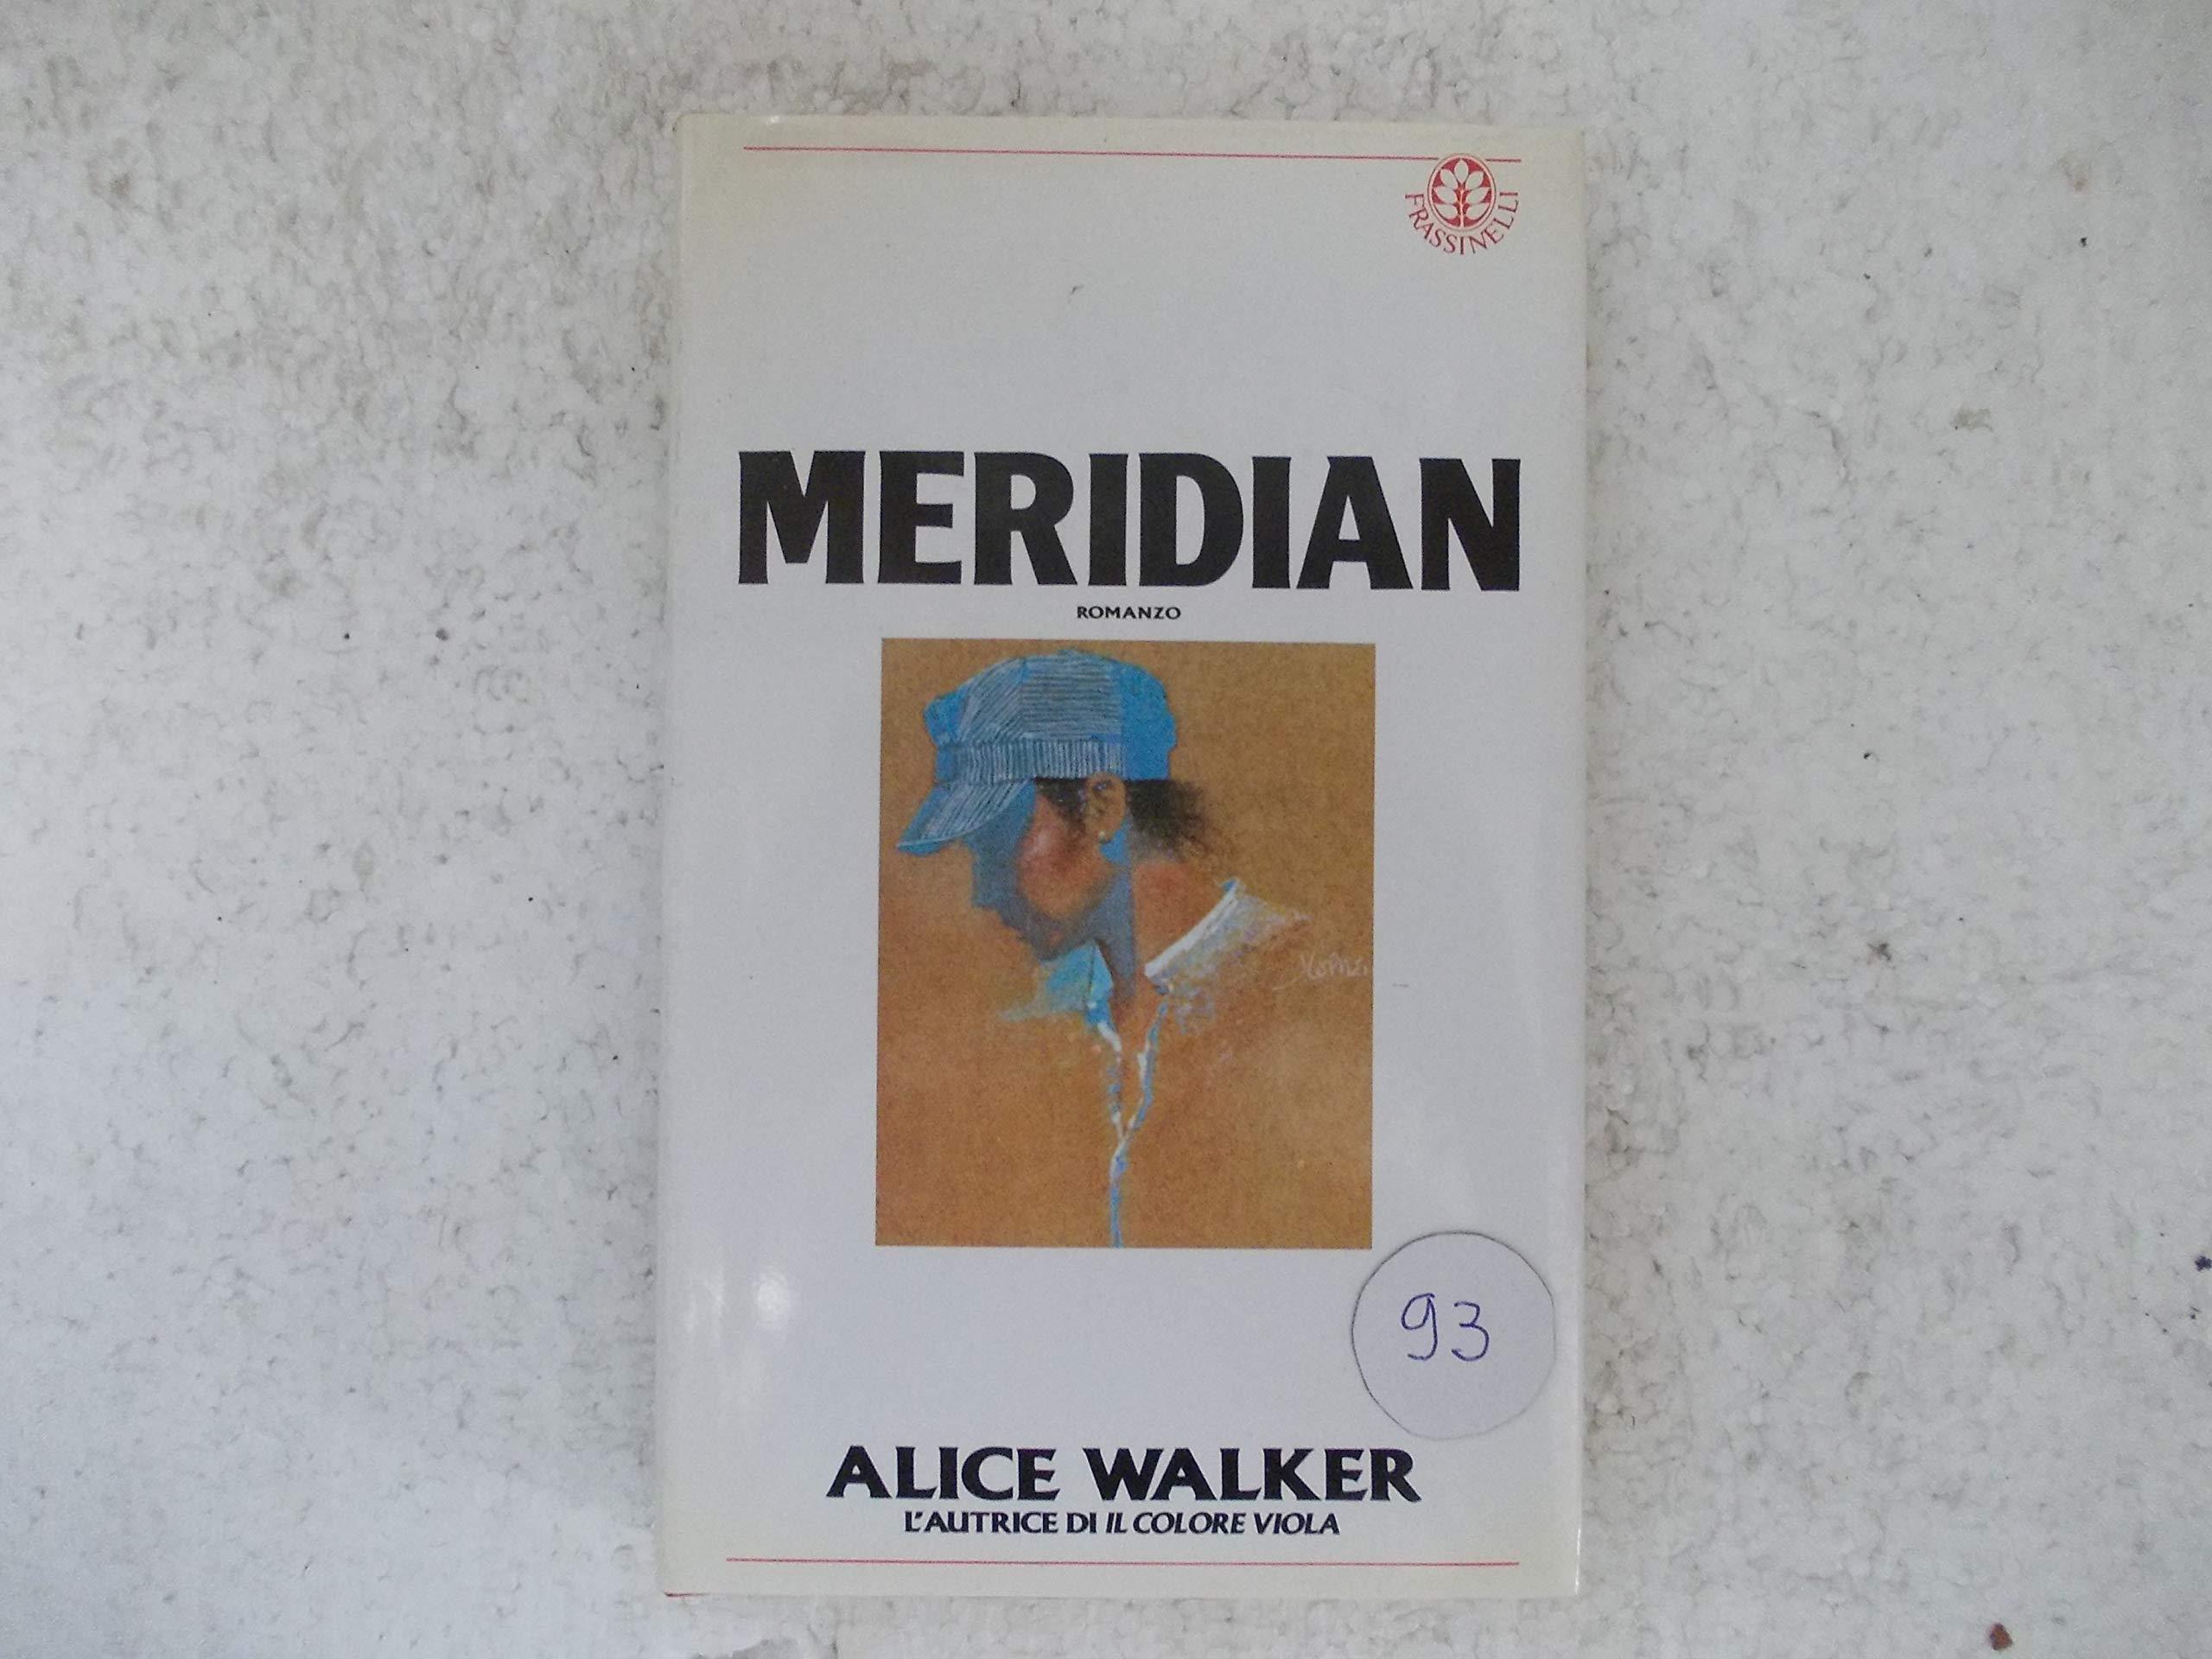 FRASSINELLI
MERIDIAN
ROMANZO
93
ALICE WALKER
L'AUTRICE DI IL COLORE VIOLA